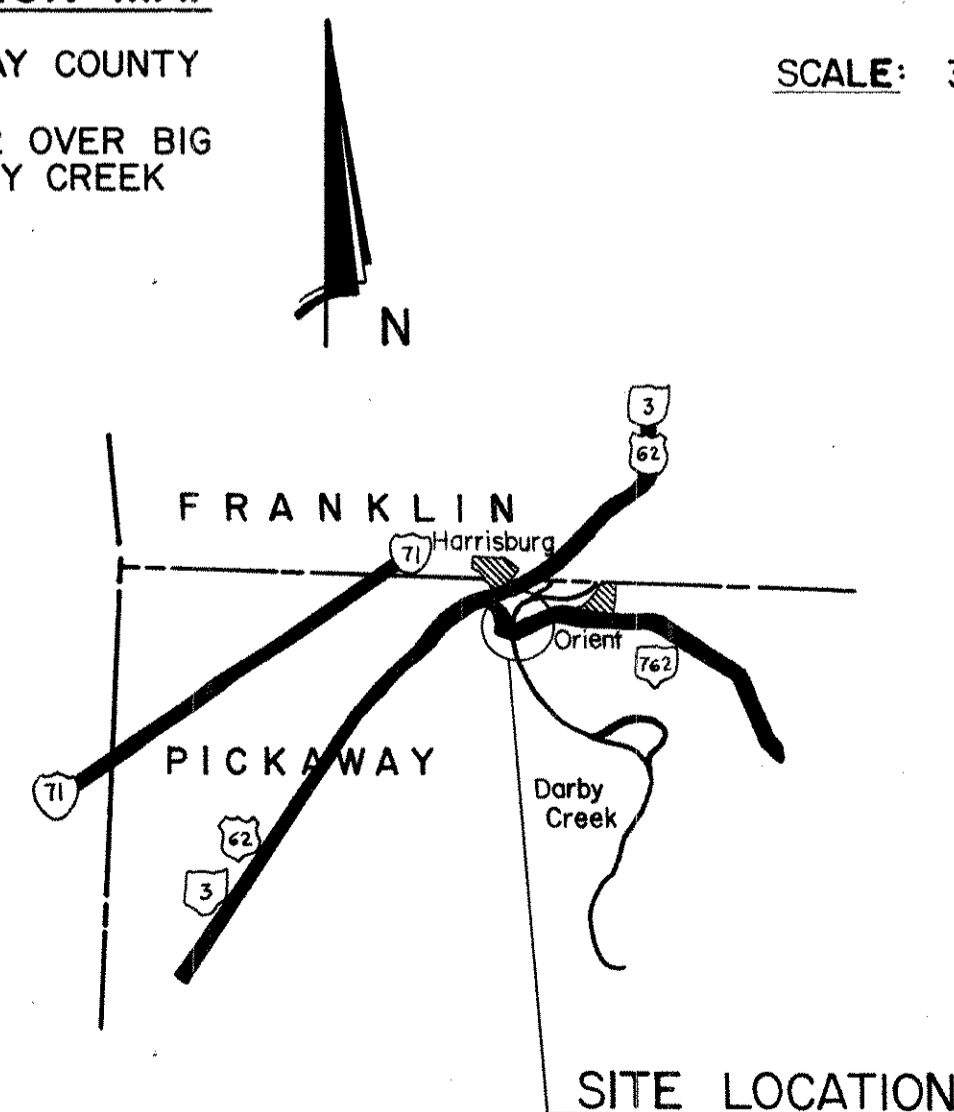 AY COUNTY
SCALE:
OVER BIG
Y CREEK
N
3
62
FRANKLIN
71
Harrisburg
Orient
762
PICKAWAY
71
Darby
Creek
62
3
SITE LOCATION